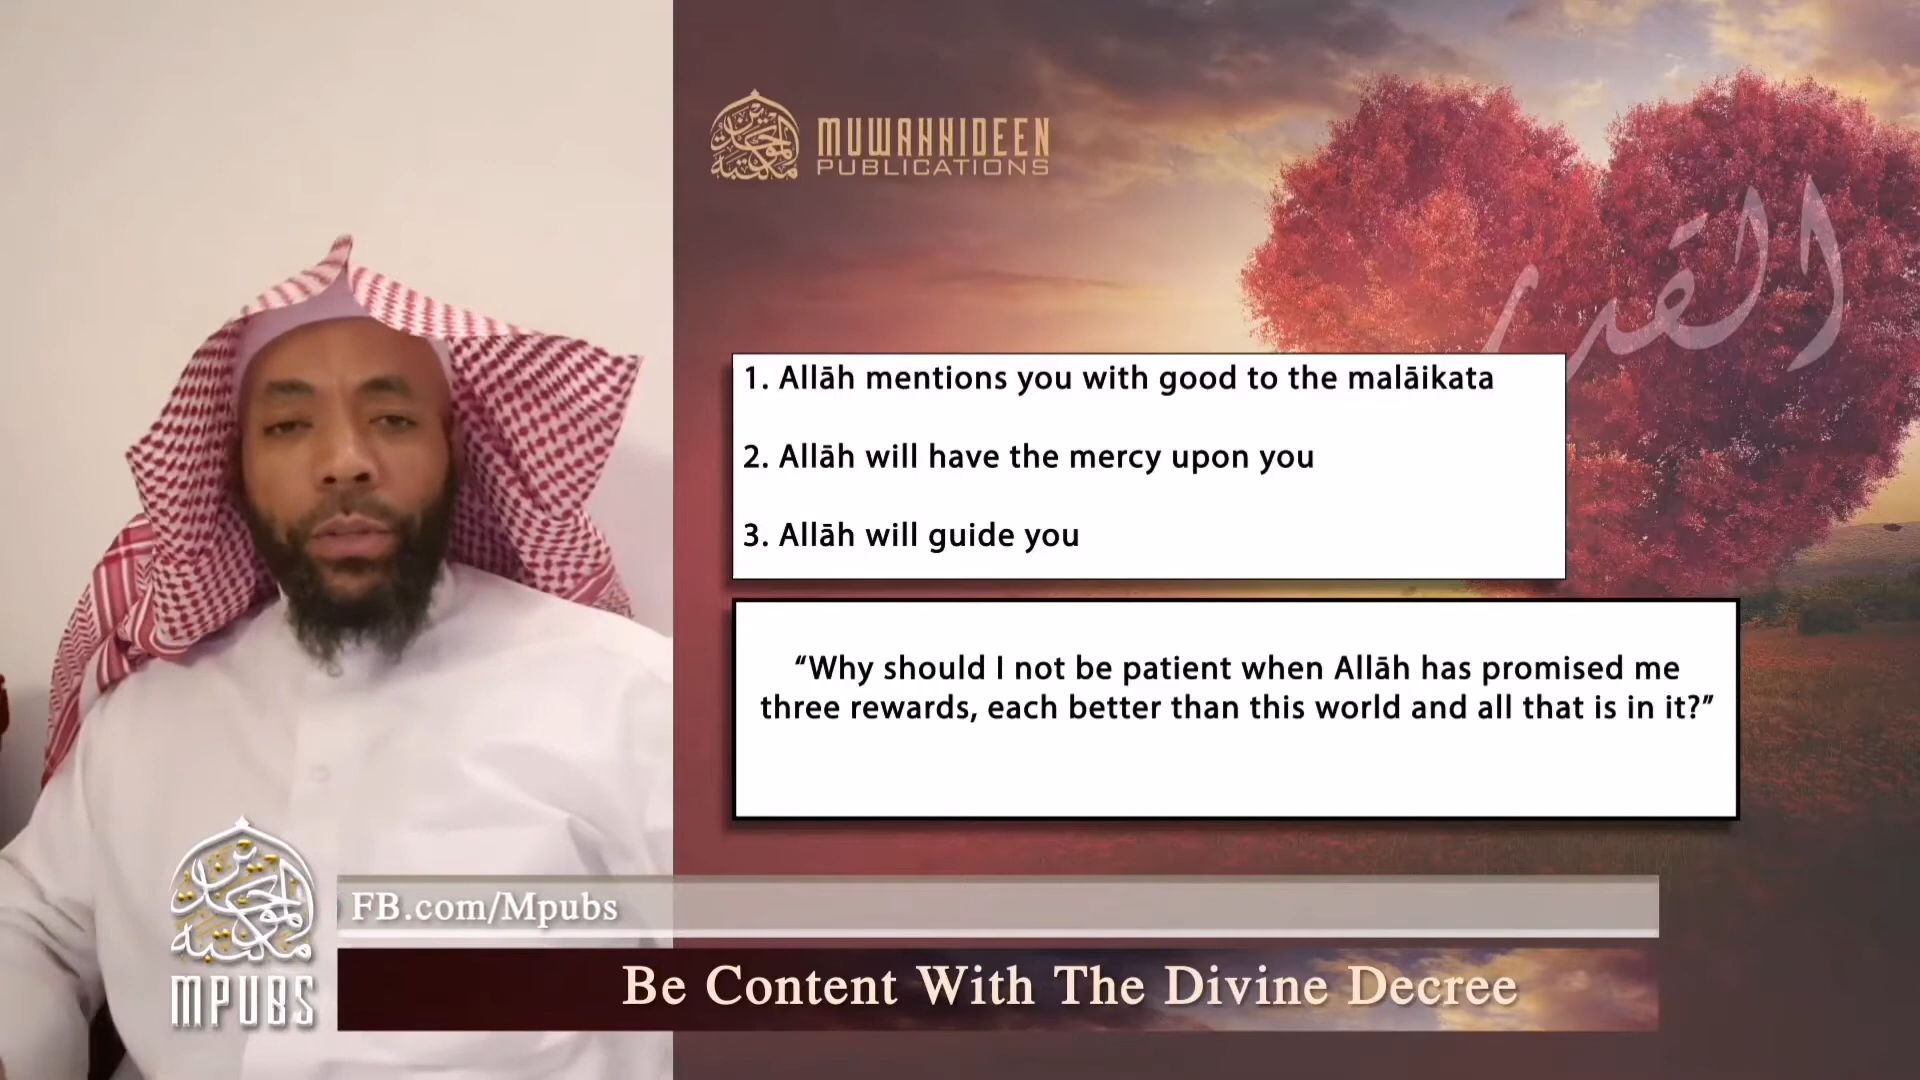 MUWAHHIDEEN
PUBLICATIONS
القدر
1. Allāh mentions you with good to the malāikata
2. Allāh will have the mercy upon you
3. Allāh will guide you
“Why should I not be patient when Allāh has promised me
three rewards, each better than this world and all that is in it?”
FB.com/Mpubs
MPUBS
Be Content With The Divine Decree